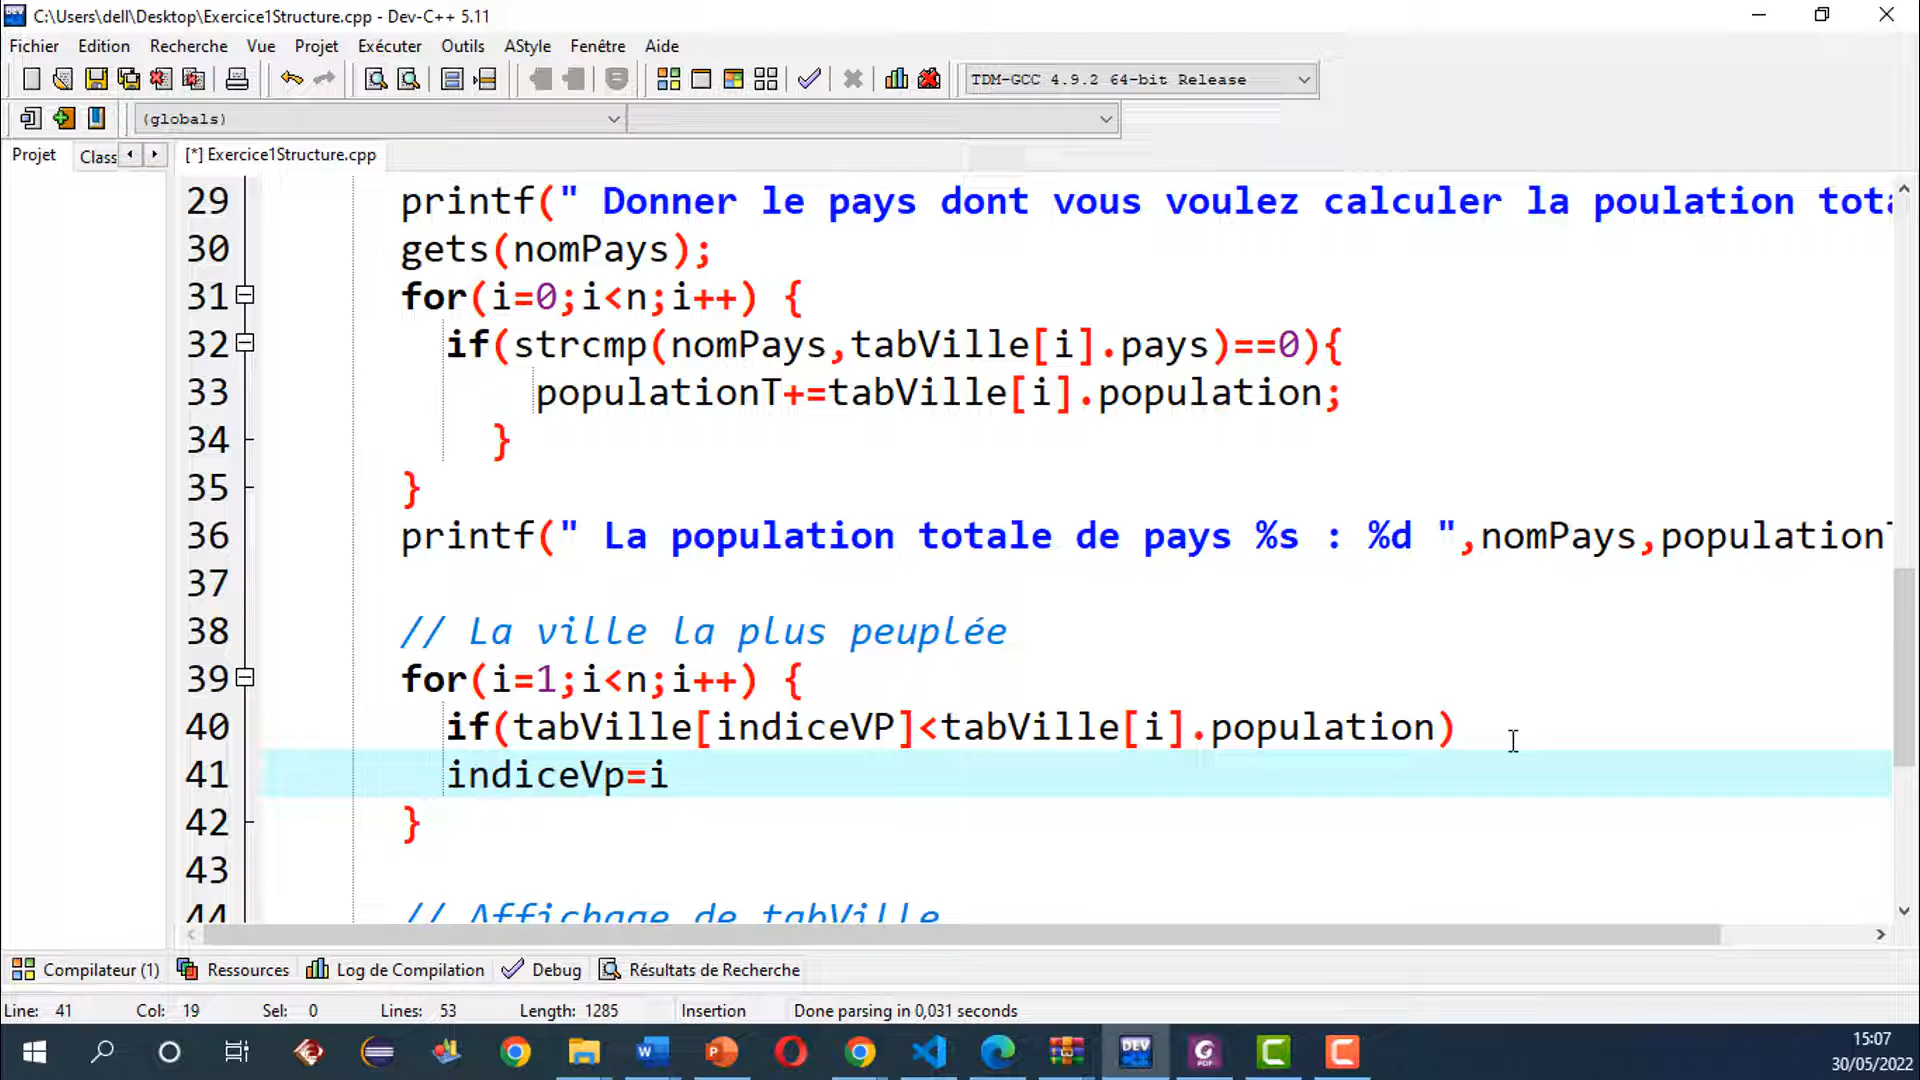 C:\Users\dell\Desktop\Exercice1Structure.cpp - Dev-C++ 5.11
Fichier Edition Recherche Vue Projet Exécuter Outils AStyle Fenêtre Aide
TDM-GCC 4.9.2 64-bit Release
(globals)
Projet Class [*] Exercice1Structure.cpp
29 printf(" Donner le pays dont vous voulez calculer la poulation tota
30 gets(nomPays);
31 for(i=0;i<n;i++) {
32 if(strcmp(nomPays,tabVille[i].pays)==0){
33 populationT+=tabVille[i].population;
34 }
35 }
36 printf(" La population totale de pays %s : %d ",nomPays,populationT
37
38 // La ville la plus peuplée
39 for(i=1;i<n;i++) {
40 if(tabVille[indiceVP]<tabVille[i].population)
41 indiceVp=i
42 }
43
44 // Affichage de tabVille
Compilateur (1) Ressources Log de Compilation Debug Résultats de Recherche
Line: 41 Col: 19 Sel: 0 Lines: 53 Length: 1285 Insertion Done parsing in 0,031 seconds
DEV
PDF
15:07
30/05/2022